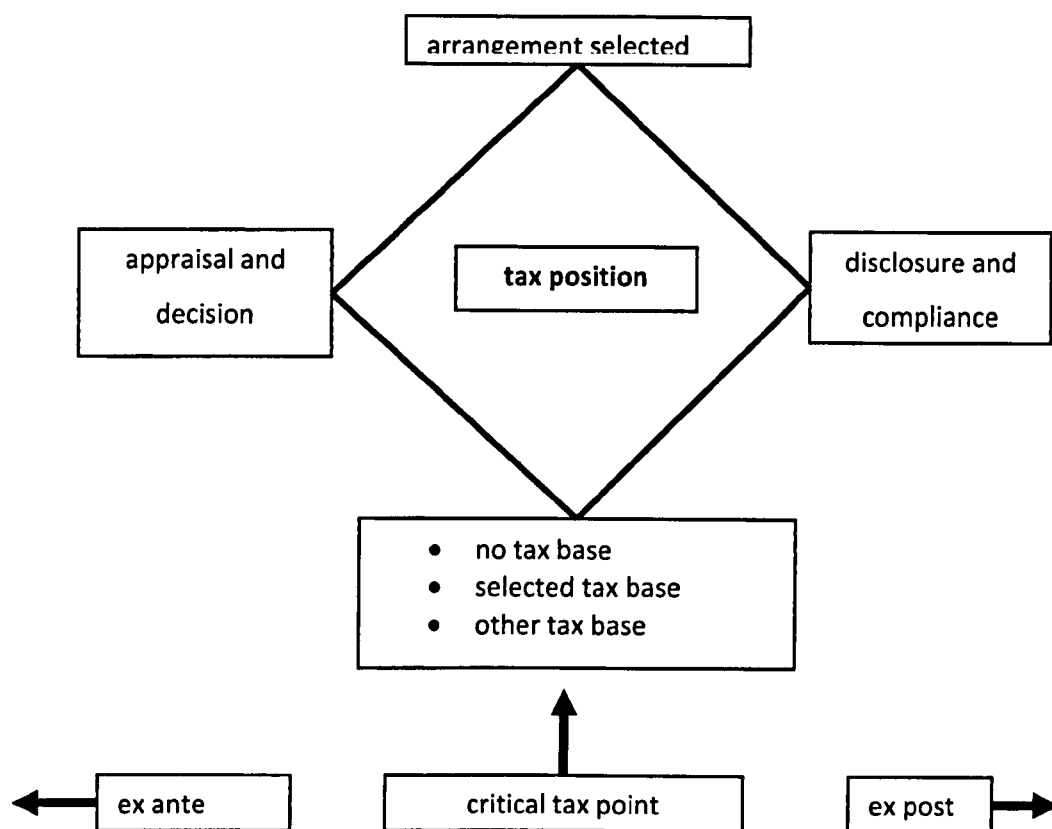 arrangement selected
appraisal and
decision
tax position
disclosure and
compliance
• no tax base
• selected tax base
• other tax base
ex ante
critical tax point
ex post